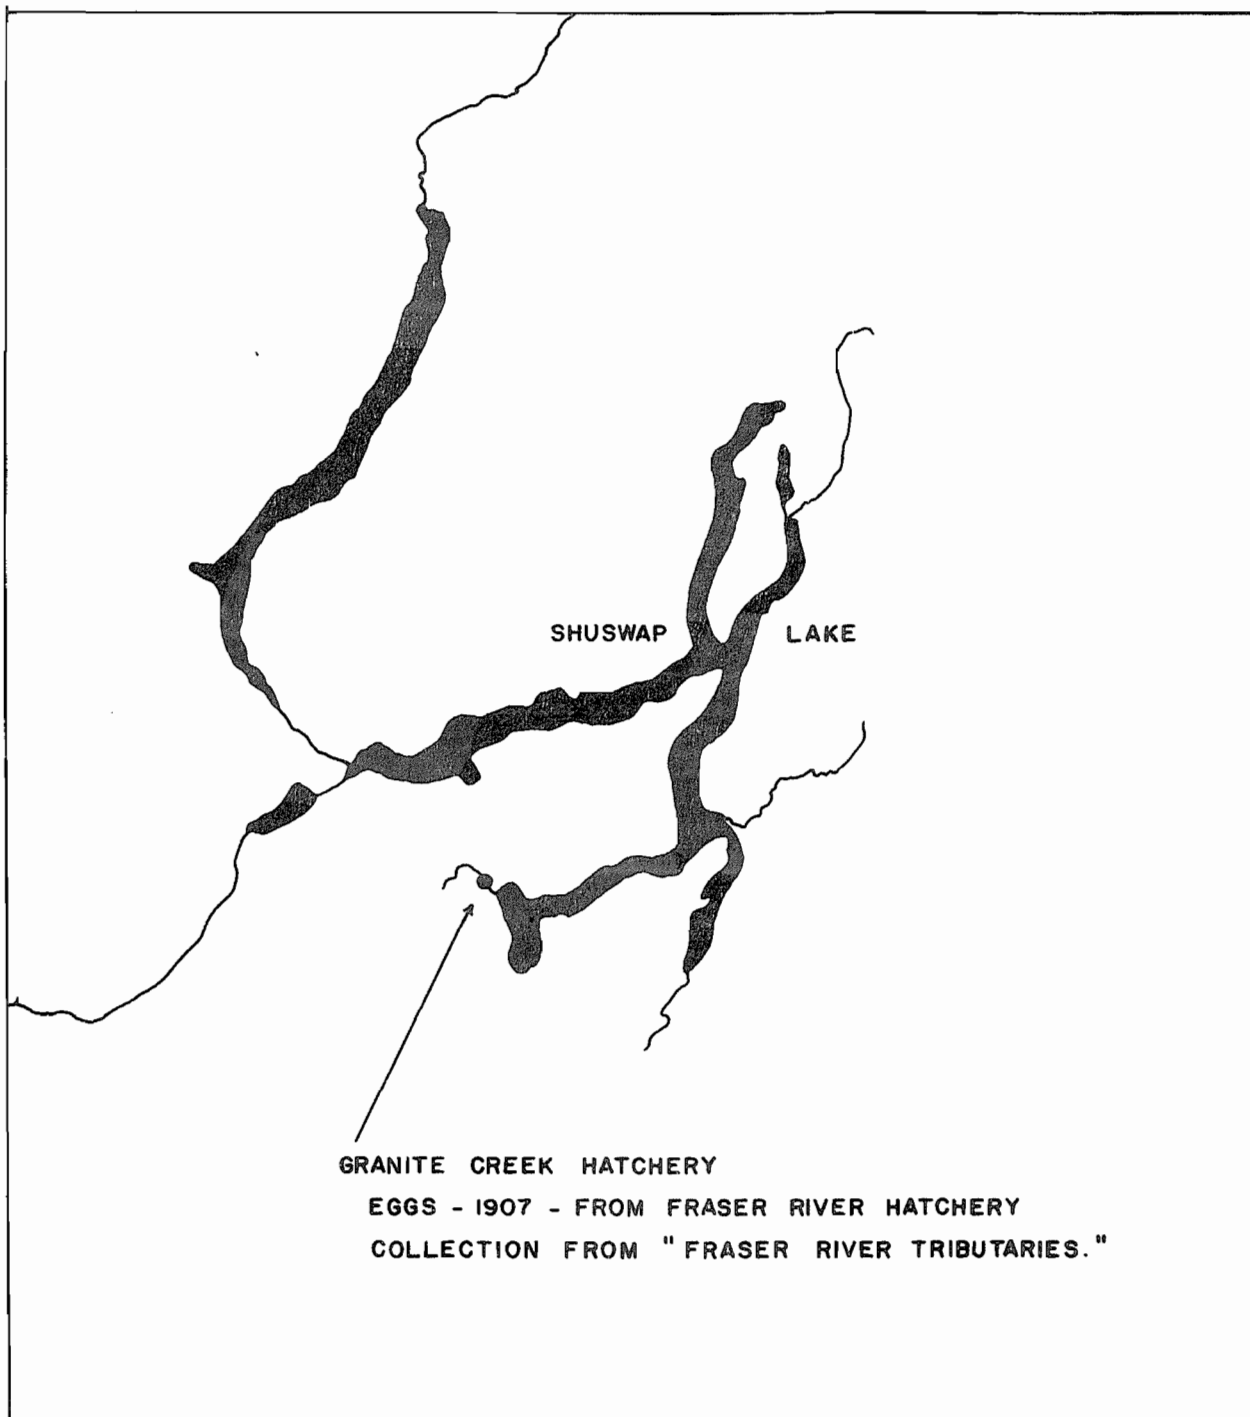 SHUSWAP LAKE
GRANITE CREEK HATCHERY
EGGS - 1907 - FROM FRASER RIVER HATCHERY
COLLECTION FROM "FRASER RIVER TRIBUTARIES."